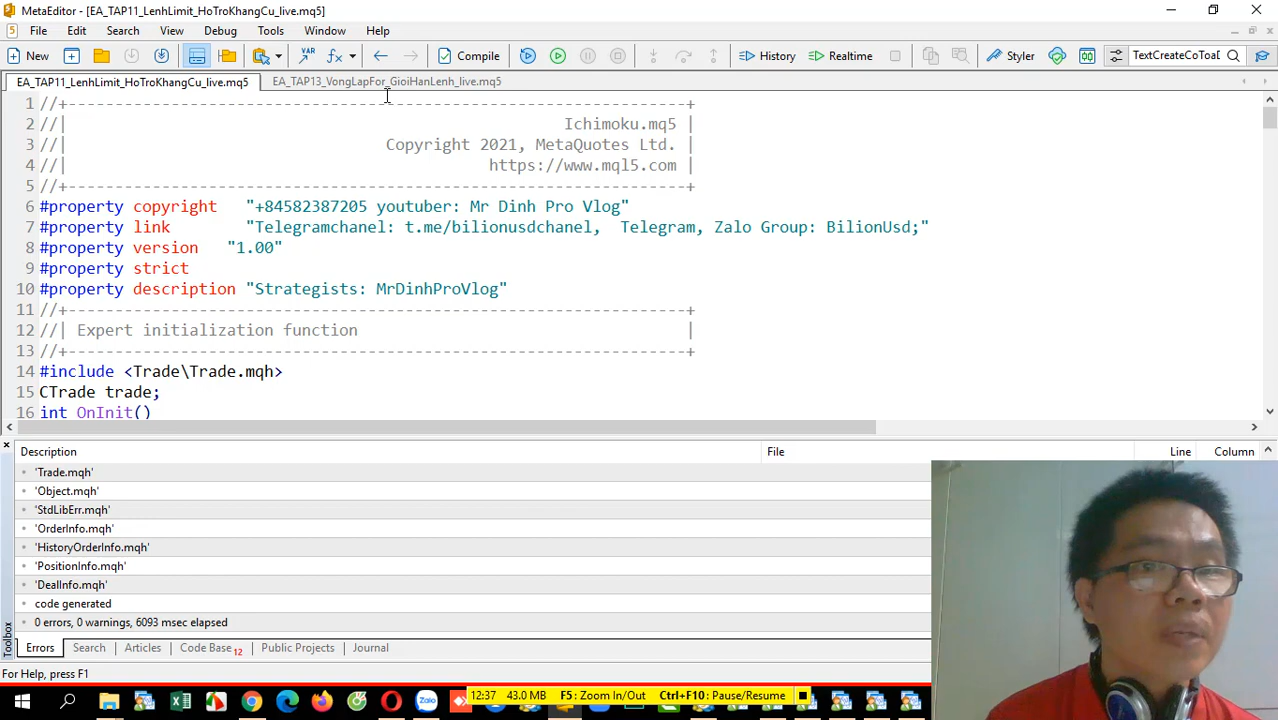 MetaEditor - [EA_TAP11_LenhLimit_HoTroKhangCu_live.mq5]
File Edit Search View Debug Tools Window Help
New Compile History Realtime Styler TextCreateCoToaI
EA_TAP11_LenhLimit_HoTroKhangCu_live.mq5 EA_TAP13_VongLapFor_GioiHanLenh_live.mq5
1 //+------------------------------------------------------------------+
2 //| Ichimoku.mq5 |
3 //| Copyright 2021, MetaQuotes Ltd. |
4 //| https://www.mql5.com |
5 //+------------------------------------------------------------------+
6 #property copyright "+84582387205 youtuber: Mr Dinh Pro Vlog"
7 #property link "Telegramchanel: t.me/bilionusdchanel, Telegram, Zalo Group: BilionUsd;"
8 #property version "1.00"
9 #property strict
10 #property description "Strategists: MrDinhProVlog"
11 //+------------------------------------------------------------------+
12 //| Expert initialization function |
13 //+------------------------------------------------------------------+
14 #include <Trade\Trade.mqh>
15 CTrade trade;
16 int OnInit()
Description File Line Column
'Trade.mqh'
'Object.mqh'
'StdLibErr.mqh'
'OrderInfo.mqh'
'HistoryOrderInfo.mqh'
'PositionInfo.mqh'
'DealInfo.mqh'
code generated
0 errors, 0 warnings, 6093 msec elapsed
Toolbox
Errors Search Articles Code Base 12 Public Projects Journal
For Help, press F1
12:37 43.0 MB F5: Zoom In/Out Ctrl+F10: Pause/Resume
Zalo